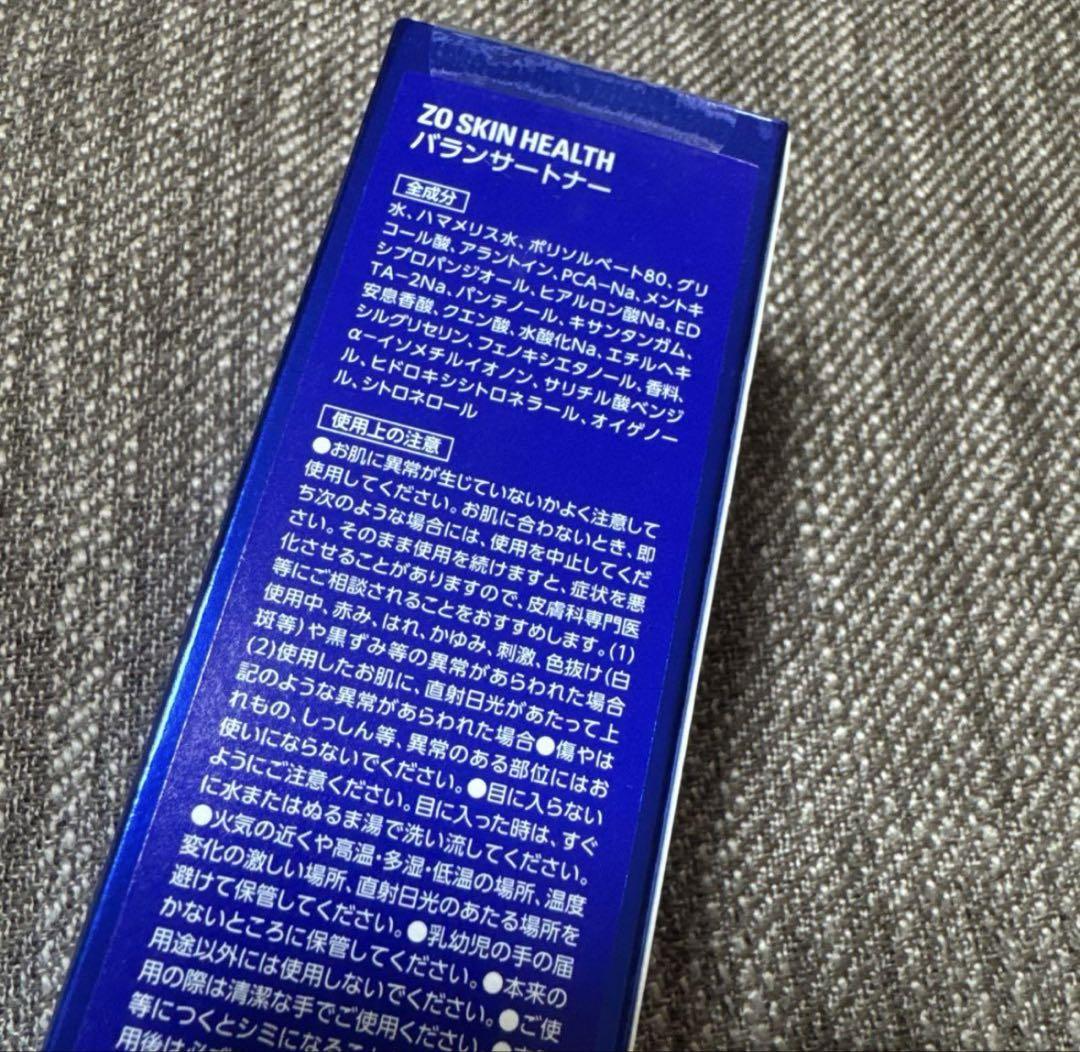 ZO SKIN HEALTH
バランサートナー
全成分
水、ハマメリス水、ポリソルベート80、グリ
コール酸、アラントイン、PCA-Na、メントキ
シプロパンジオール、ヒアルロン酸Na、ED
TA-2Na、パンテノール、キサンタンガム、
安息香酸、クエン酸、水酸化Na、エチルヘキ
シルグリセリン、フェノキシエタノール、香料、
α-イソメチルイオノン、サリチル酸ベンジ
ル、ヒドロキシシトロネラール、オイゲノー
ル、シトロネロール
使用上の注意
●お肌に異常が生じていないかよく注意して
使用してください。お肌に合わないとき、即
ち次のような場合には、使用を中止してくだ
さい。そのまま使用を続けますと、症状を悪
化させることがありますので、皮膚科専門医
等にご相談されることをおすすめします。(1)
使用中、赤み、はれ、かゆみ、刺激、色抜け(白
斑等)や黒ずみ等の異常があらわれた場合
(2)使用したお肌に、直射日光があたって上
記のような異常があらわれた場合●傷やは
れもの、しっしん等、異常のある部位にはお
使いにならないでください。●目に入らない
ようにご注意ください。目に入った時は、すぐ
に水またはぬるま湯で洗い流してください。
●火気の近くや高温・多湿・低温の場所、温度
変化の激しい場所、直射日光のあたる場所を
避けて保管してください。●乳幼児の手の届
かないところに保管してください。●本来の
用途以外には使用しないでください。●ご使
用の際は清潔な手でご使用ください
等につくとシミになること
用後は